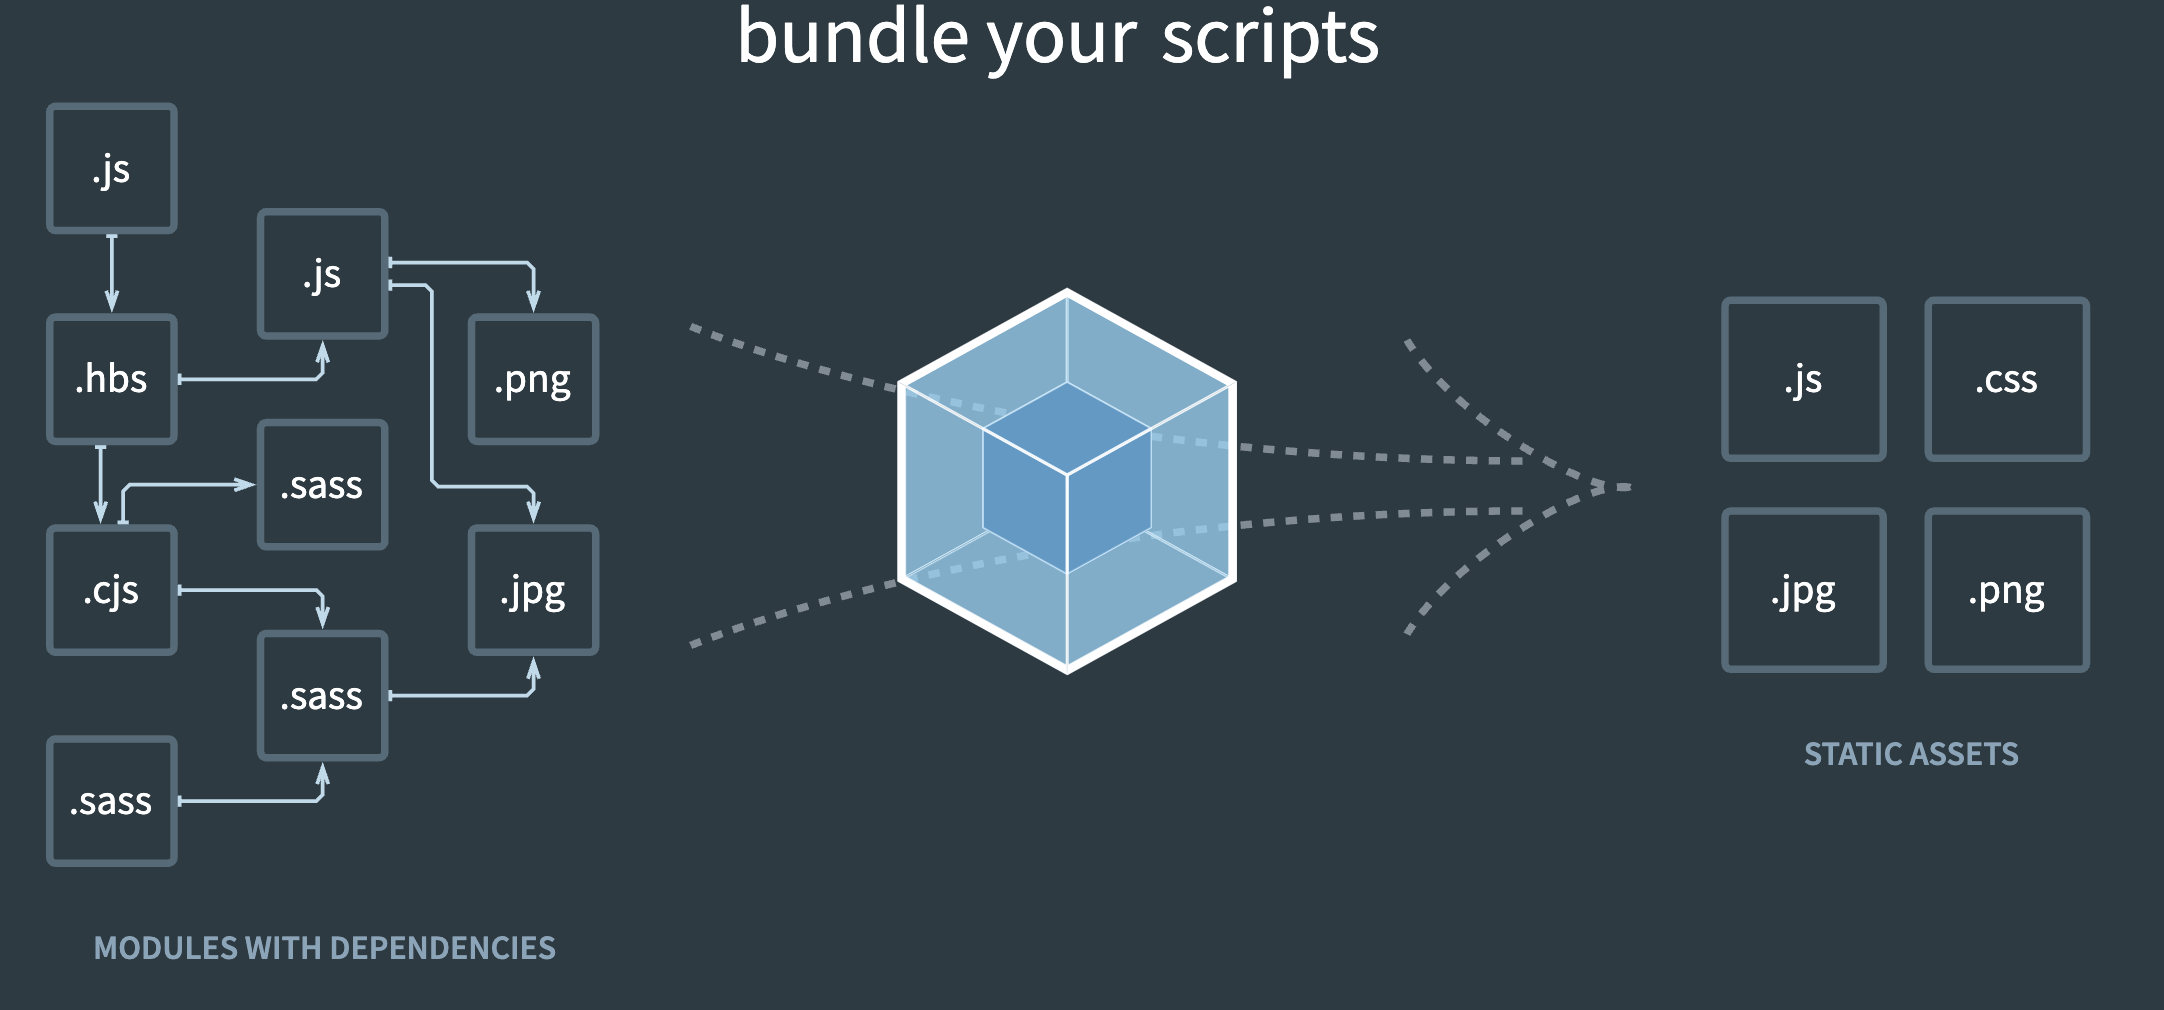 bundle your scripts
.js
.js
.hbs
.png
.sass
.cjs
.jpg
.sass
.sass
MODULES WITH DEPENDENCIES
.js
.css
.jpg
.png
STATIC ASSETS